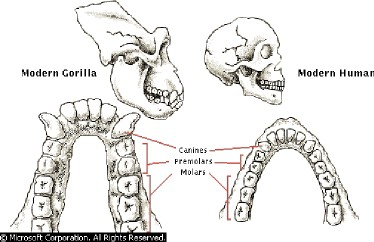 Modern Gorilla
Modern Human
Canines
Premolars
Molars
© Microsoft Corporation. All Rights Reserved.